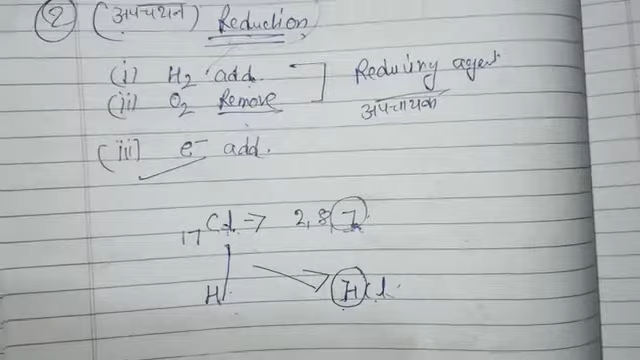 ② (अपचयन) Reduction
(i) H₂ add
(ii) O₂ Remove
Reducing agent
अपचायक
(iii) e⁻ add.
₁₇Cl → 2, 8, 7
H
HCl